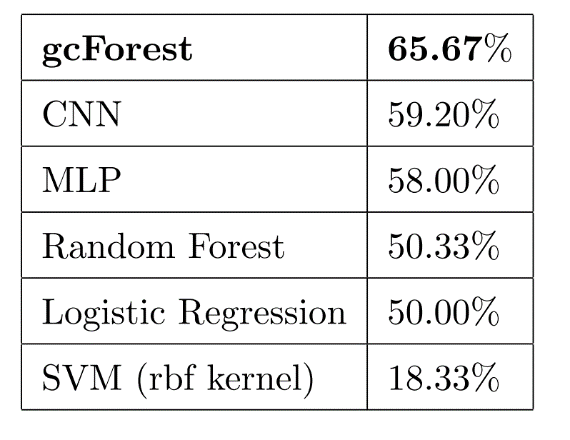 gcForest 65.67%
CNN 59.20%
MLP 58.00%
Random Forest 50.33%
Logistic Regression 50.00%
SVM (rbf kernel) 18.33%